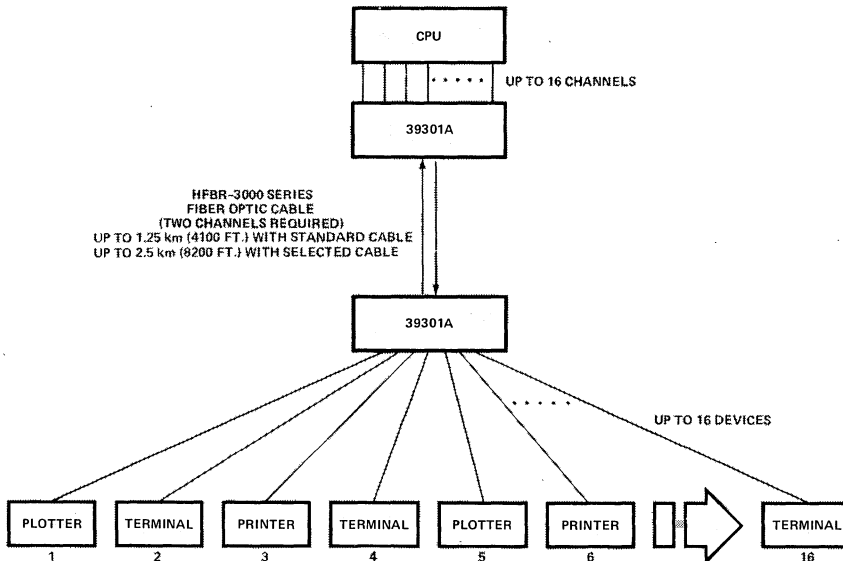 CPU
UP TO 16 CHANNELS
39301A
HFBR-3000 SERIES
FIBER OPTIC CABLE
(TWO CHANNELS REQUIRED)
UP TO 1.25 km (4100 FT.) WITH STANDARD CABLE
UP TO 2.5 km (8200 FT.) WITH SELECTED CABLE
39301A
UP TO 16 DEVICES
PLOTTER TERMINAL PRINTER TERMINAL PLOTTER PRINTER TERMINAL
1 2 3 4 5 6 16